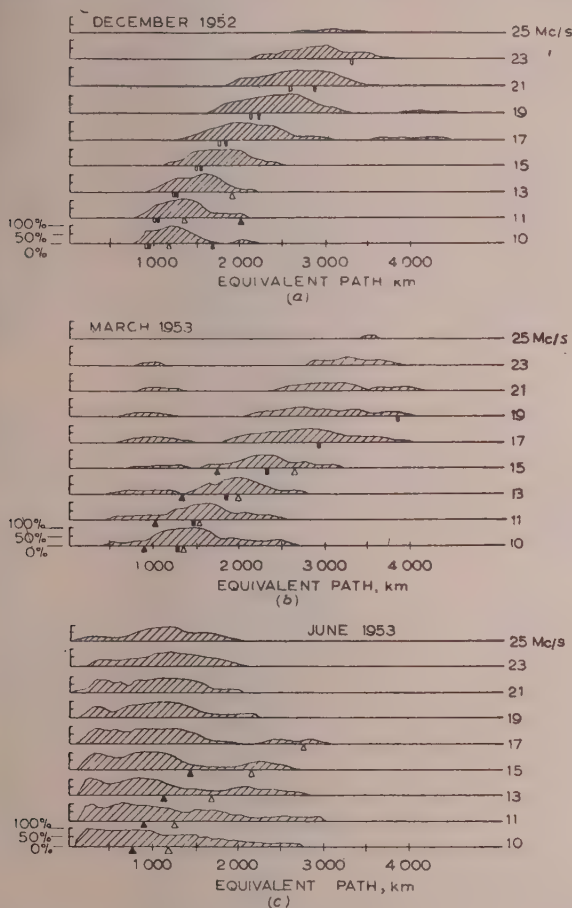 DECEMBER 1952
25 Mc/s
23
21
19
17
15
13
11
100%
50%
0%
10
1 000 2 000 3 000 4 000
EQUIVALENT PATH km
(a)
MARCH 1953
25 Mc/s
23
21
19
17
15
13
11
100%
50%
0%
10
1 000 2 000 3 000 4 000
EQUIVALENT PATH, km
(b)
JUNE 1953
25 Mc/s
23
21
19
17
15
13
11
100%
50%
0%
10
1 000 2 000 3 000 4 000
EQUIVALENT PATH, km
(c)